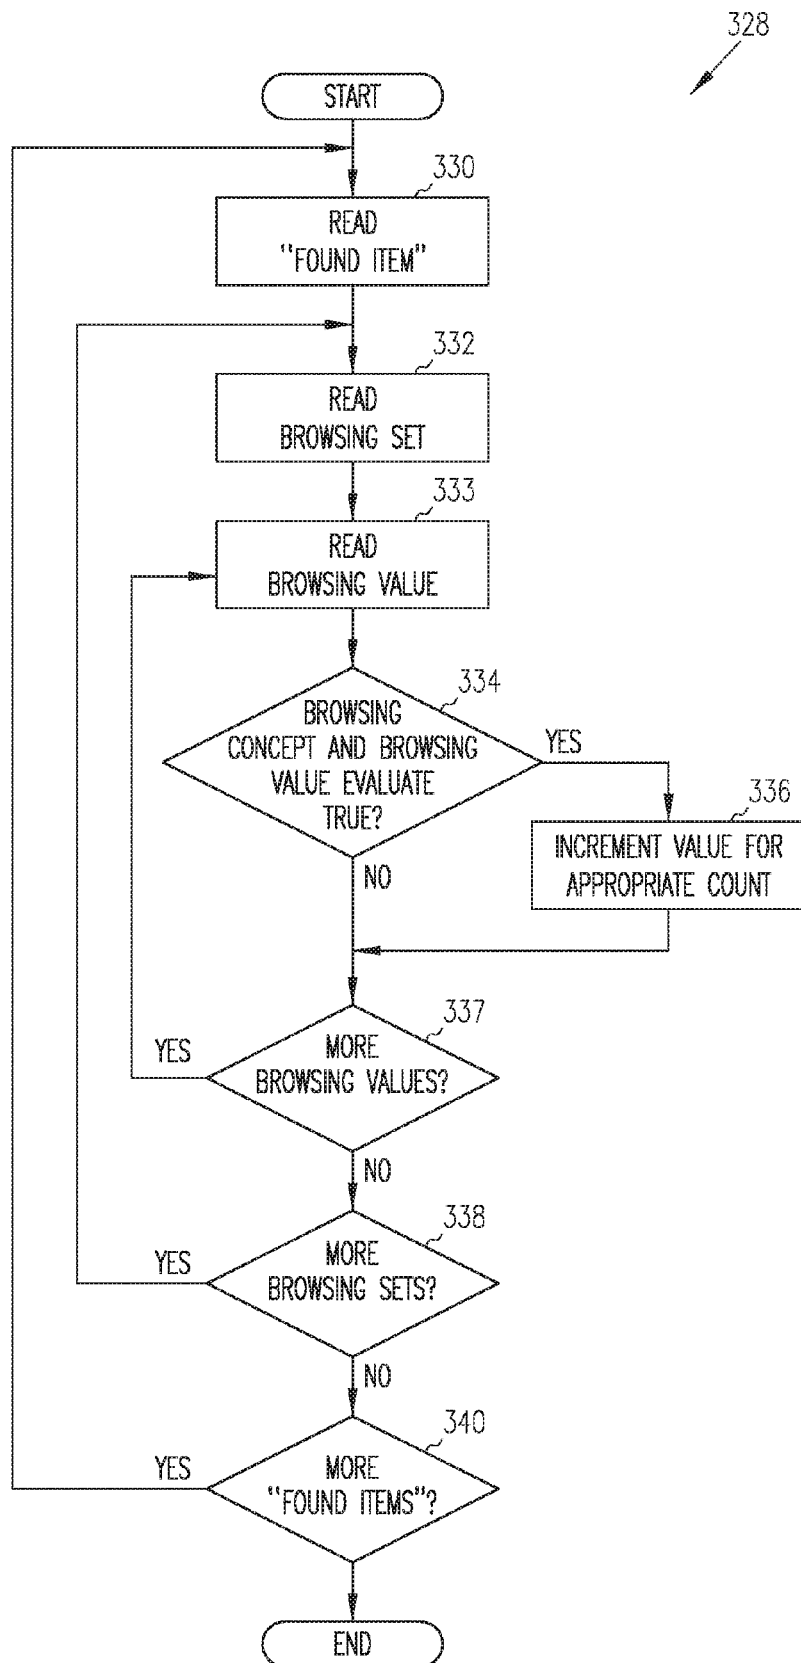 328
START
330
READ
"FOUND ITEM"
332
READ
BROWSING SET
333
READ
BROWSING VALUE
334
BROWSING
CONCEPT AND BROWSING
VALUE EVALUATE
TRUE?
YES
336
INCREMENT VALUE FOR
APPROPRIATE COUNT
NO
337
MORE
BROWSING VALUES?
YES
NO
338
MORE
BROWSING SETS?
YES
NO
340
MORE
"FOUND ITEMS"?
YES
END